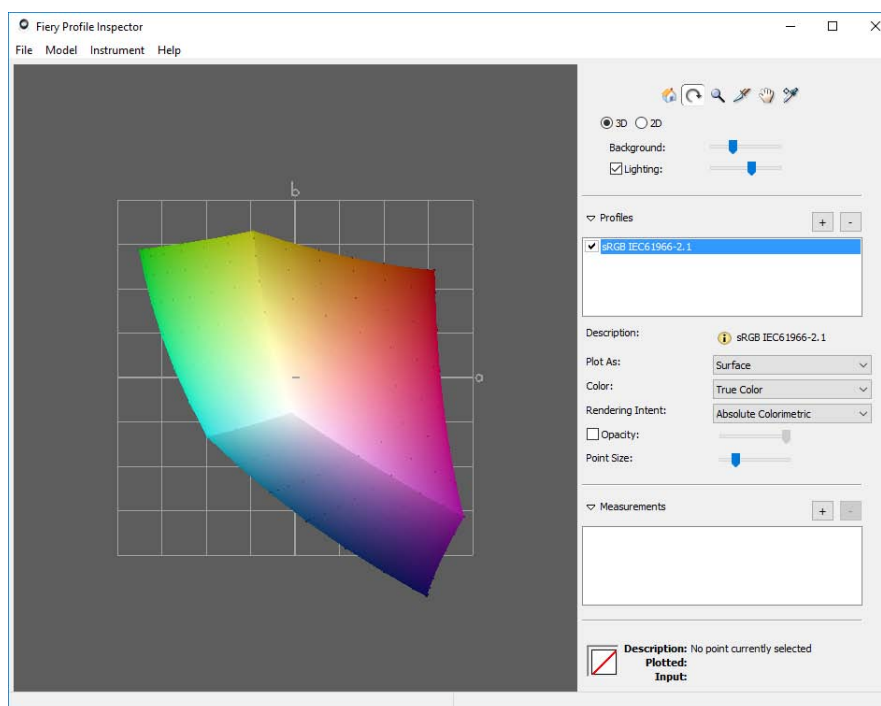 Fiery Profile Inspector
File Model Instrument Help
3D 2D
Background:
Lighting:
b
a
Profiles
+ -
sRGB IEC61966-2.1
Description: sRGB IEC61966-2.1
Plot As: Surface
Color: True Color
Rendering Intent: Absolute Colorimetric
Opacity:
Point Size:
Measurements
+ -
Description: No point currently selected
Plotted:
Input: